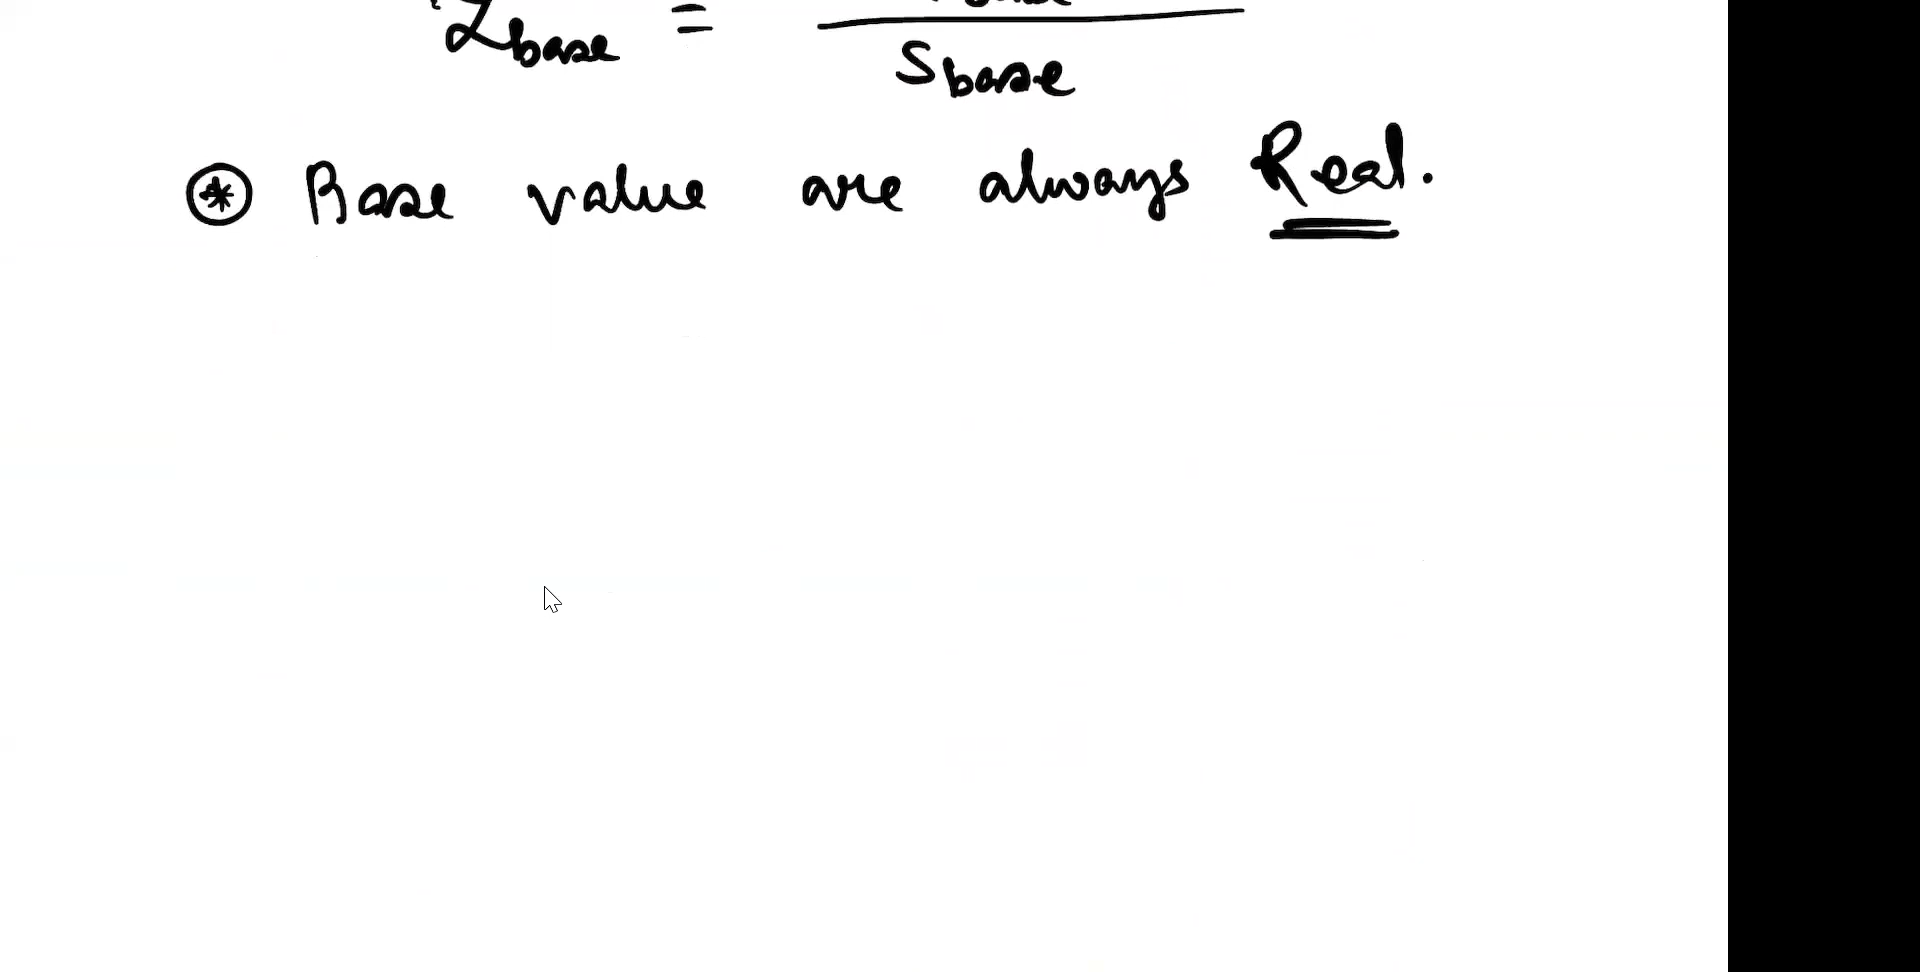 Zbase =
Sbase
⊛ Base value are always Real.